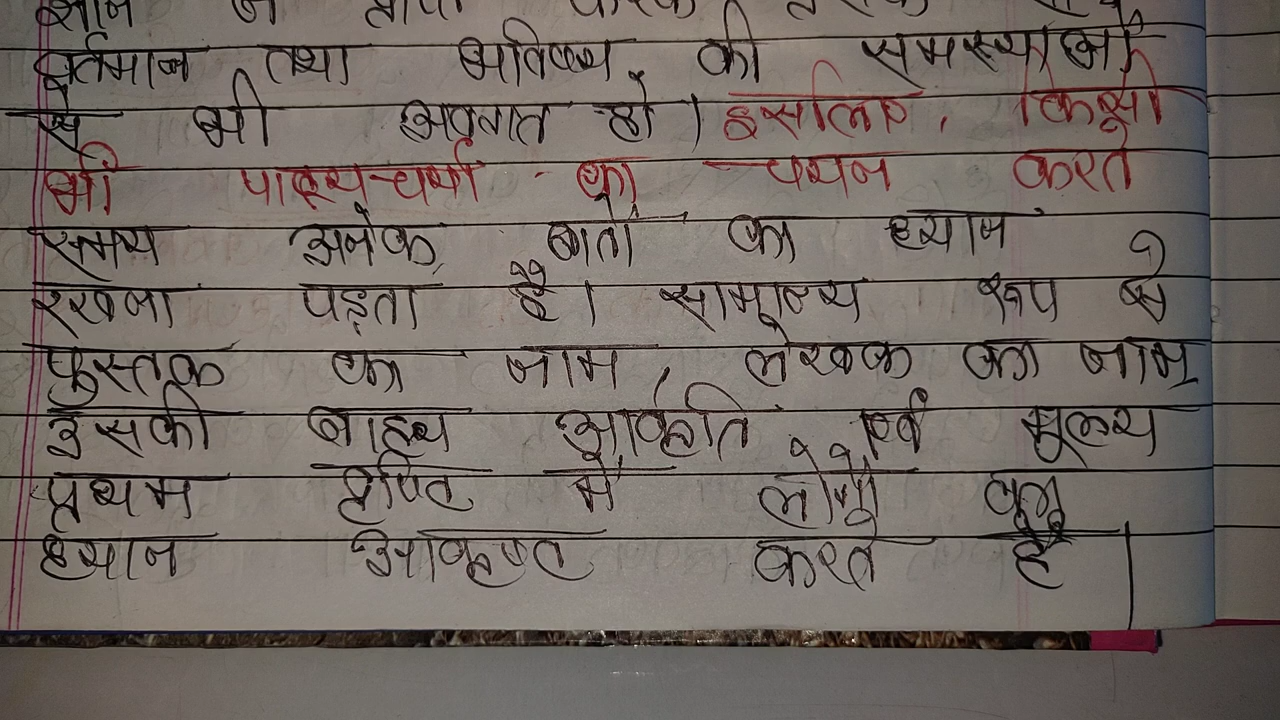 वर्तमान तथा भविष्य की समस्याओं
से भी अवगत हो। इसलिए, किसी
भी पाठ्य-चर्या का चयन करते
समय अनेक बातों का ध्यान
रखना पड़ता है। सामान्य रूप से
पुस्तक का नाम, लेखक का नाम
इसकी बाह्य आकृति एवं मूल्य
प्रथम दृष्टि में लोगों का
ध्यान आकृष्ट करते है।